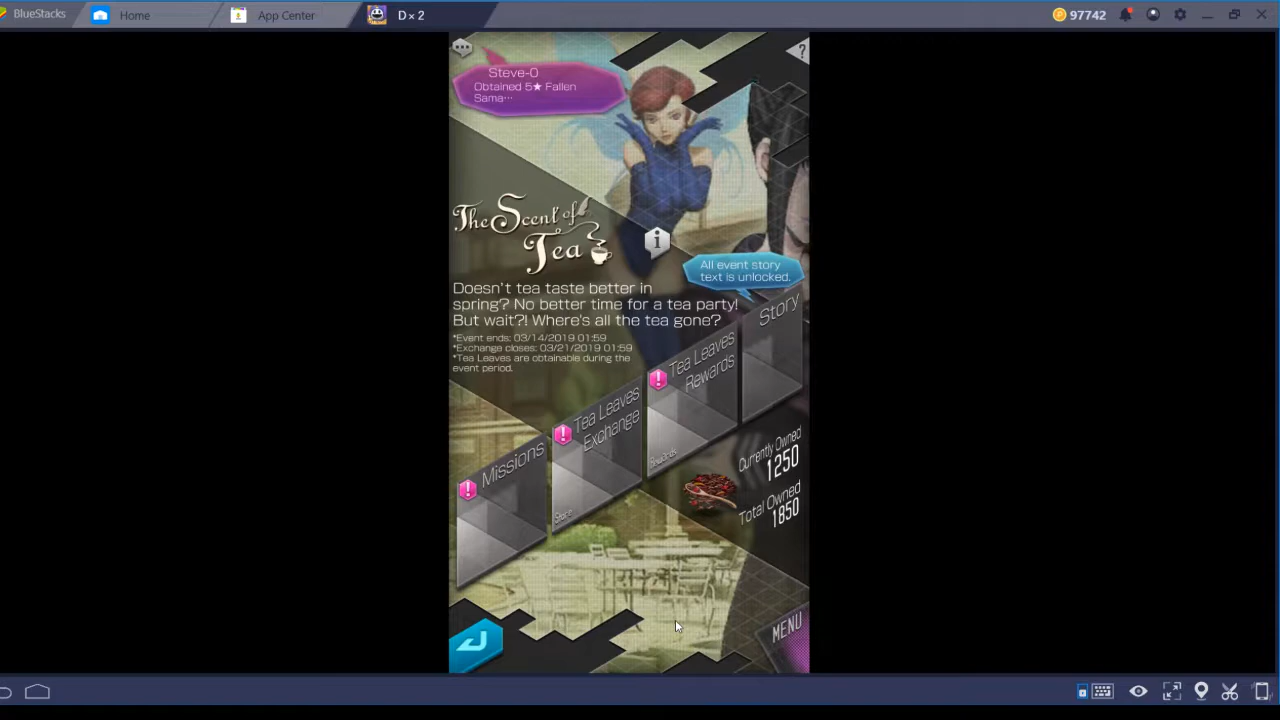 BlueStacks
Home
App Center
D×2
97742
Steve-O
Obtained 5★ Fallen
Sama…
?
The Scent of
Tea
i
All event story
text is unlocked.
Doesn't tea taste better in
spring? No better time for a tea party!
But wait?! Where's all the tea gone?
*Event ends: 03/14/2019 01:59
*Exchange closes: 03/21/2019 01:59
*Tea Leaves are obtainable during the
event period.
Story
! Tea Leaves
Rewards
Rewards
! Tea Leaves
Exchange
Store
! Missions
Currently Owned
1250
Total Owned
1850
MENU